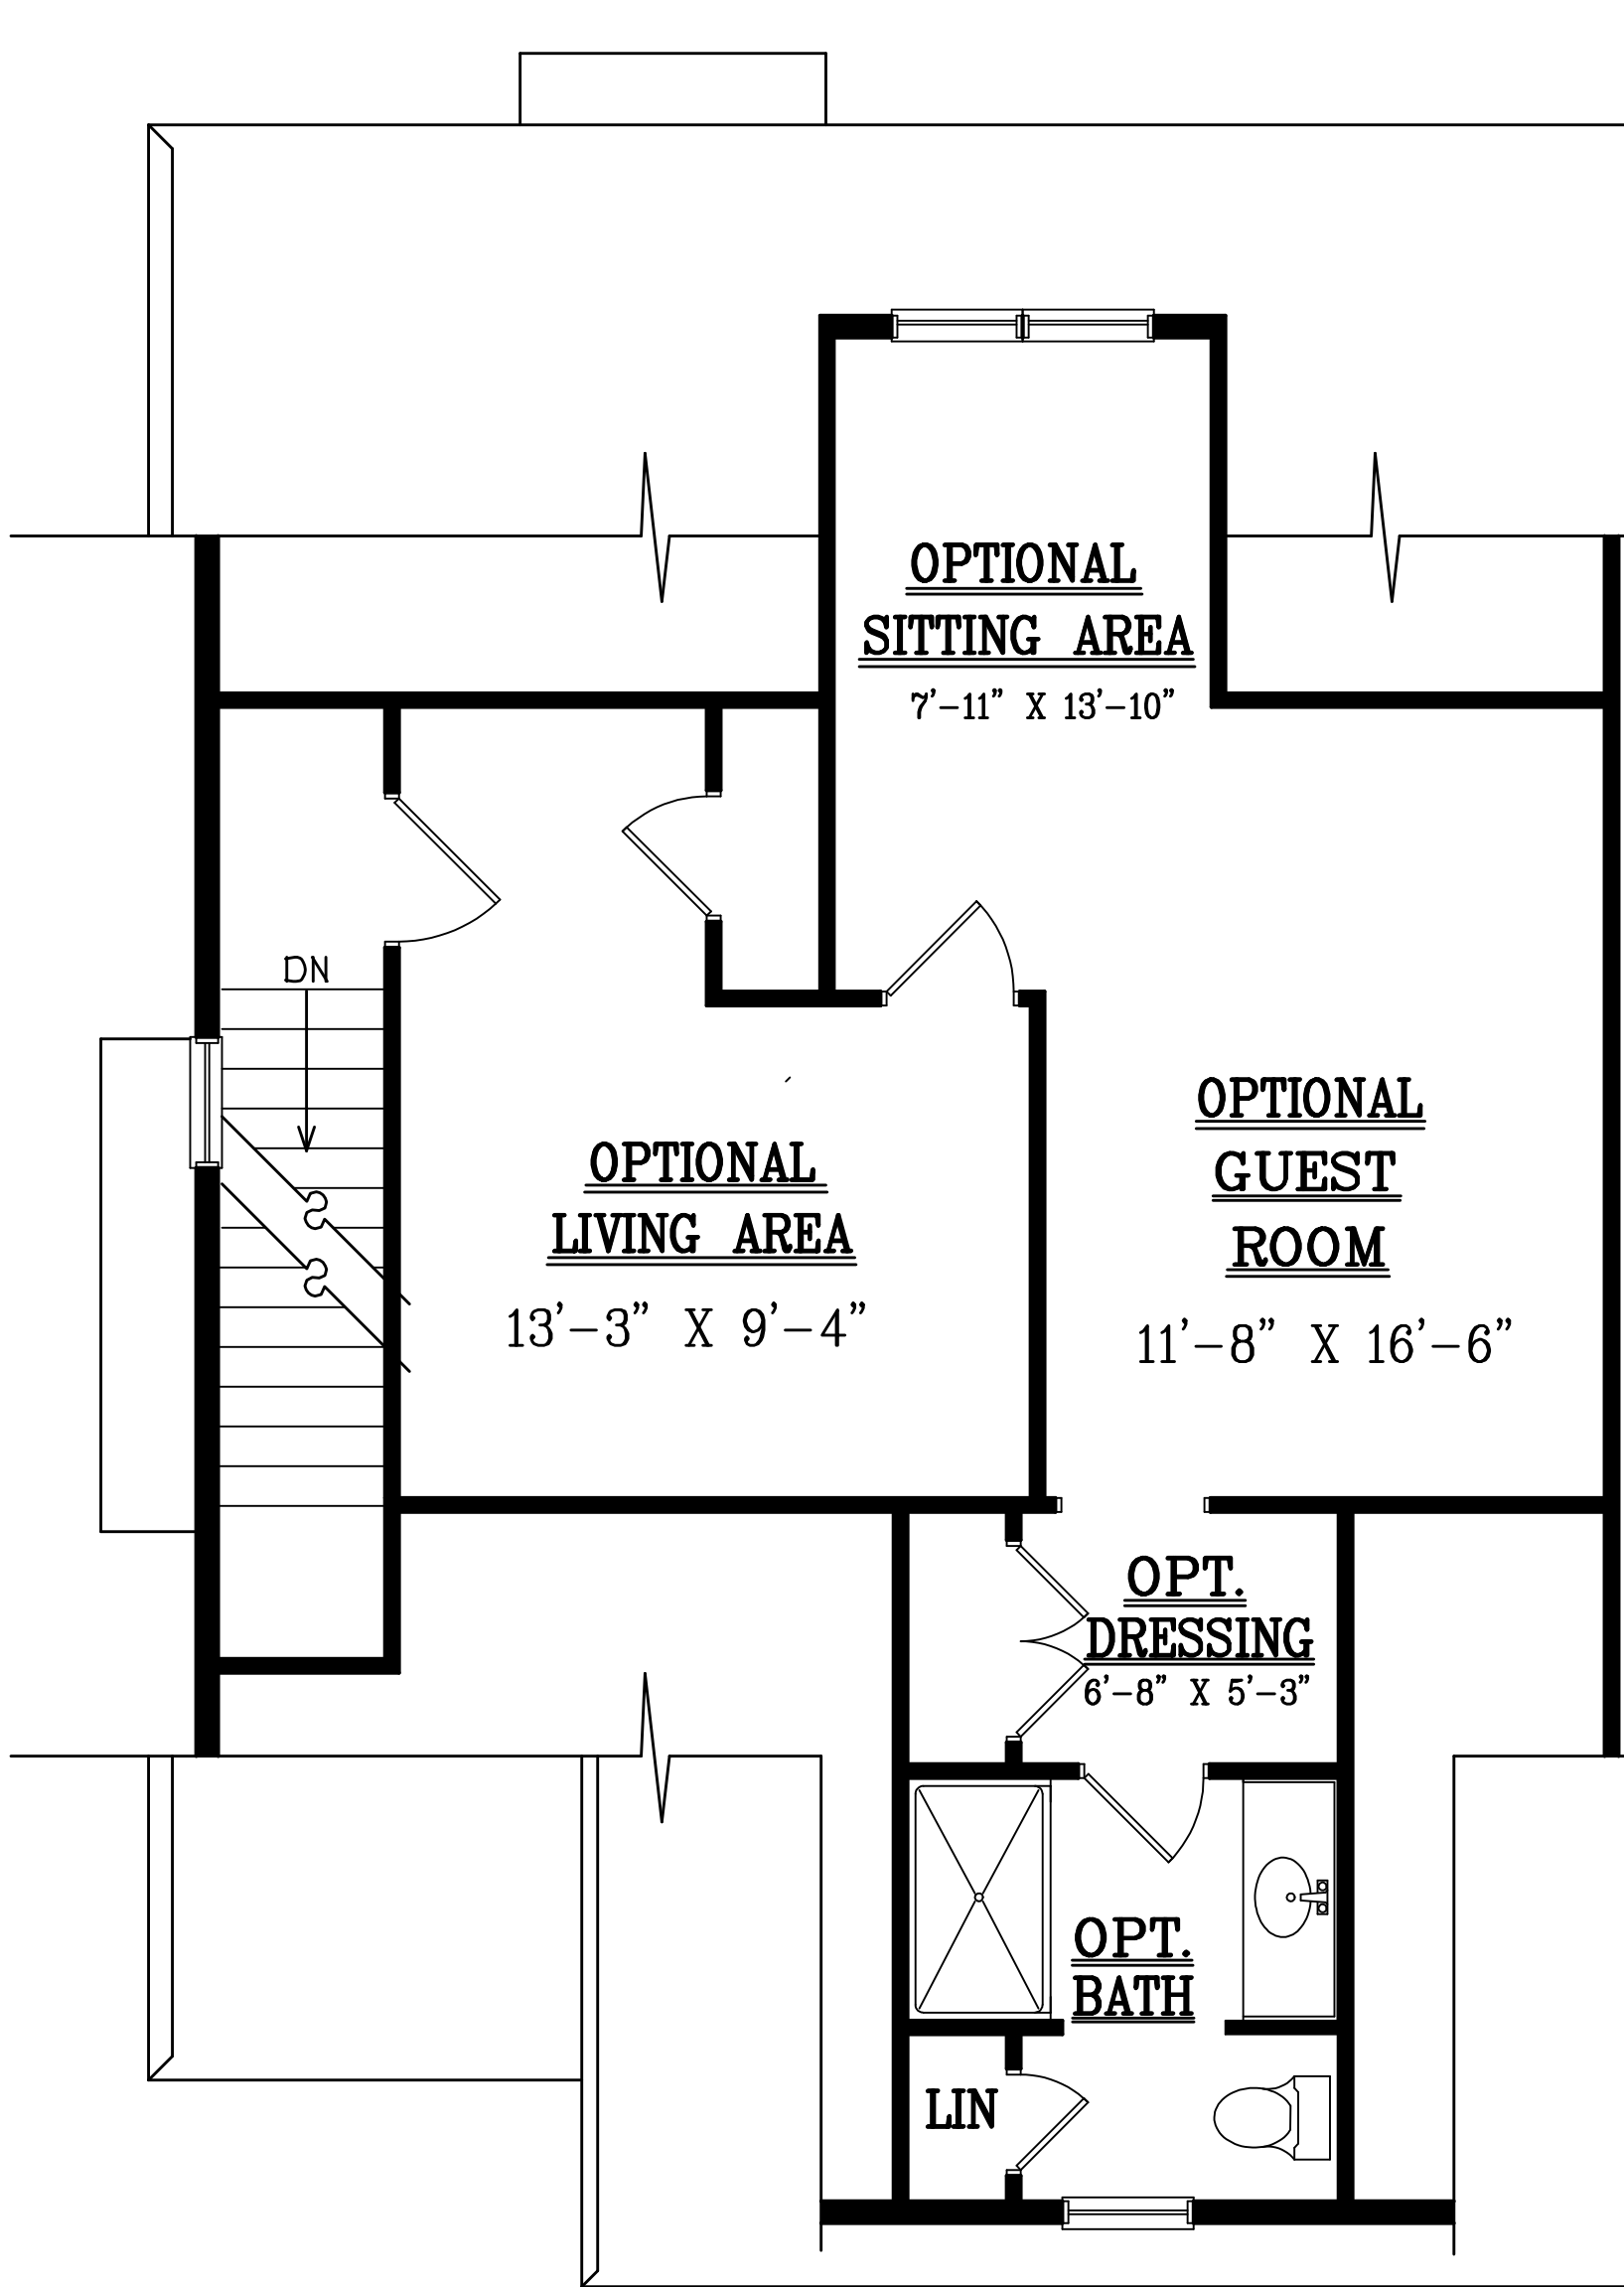 OPTIONAL
SITTING AREA
7'-11" X 13'-10"
DN
OPTIONAL
LIVING AREA
13'-3" X 9'-4"
OPTIONAL
GUEST
ROOM
11'-8" X 16'-6"
OPT.
DRESSING
6'-8" X 5'-3"
OPT.
BATH
LIN